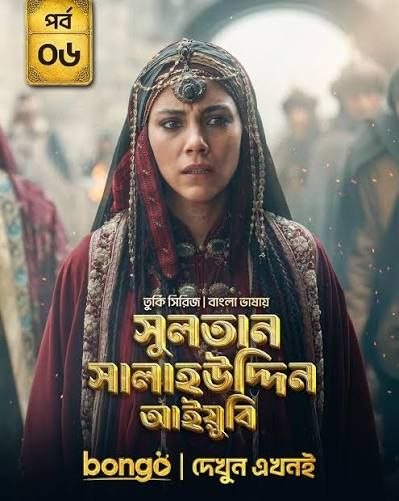 পর্ব
০৬
তুর্কি সিরিজ | বাংলা ভাষায়
সুলতান
সালাহউদ্দিন
আইয়ুবি
bongo | দেখুন এখনই